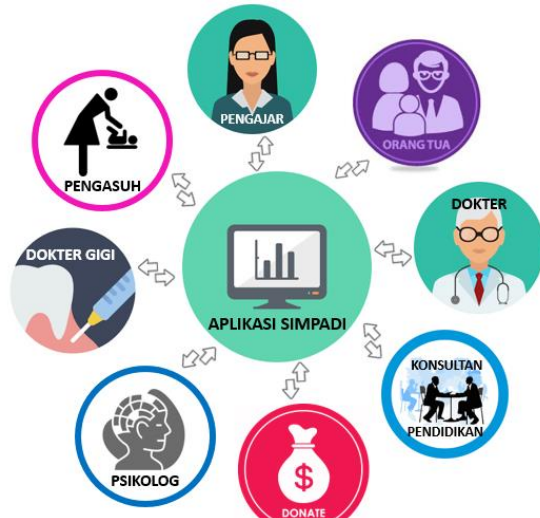 PENGAJAR
ORANG TUA
PENGASUH
DOKTER
DOKTER GIGI
APLIKASI SIMPADI
KONSULTAN
PENDIDIKAN
PSIKOLOG
$
DONATE